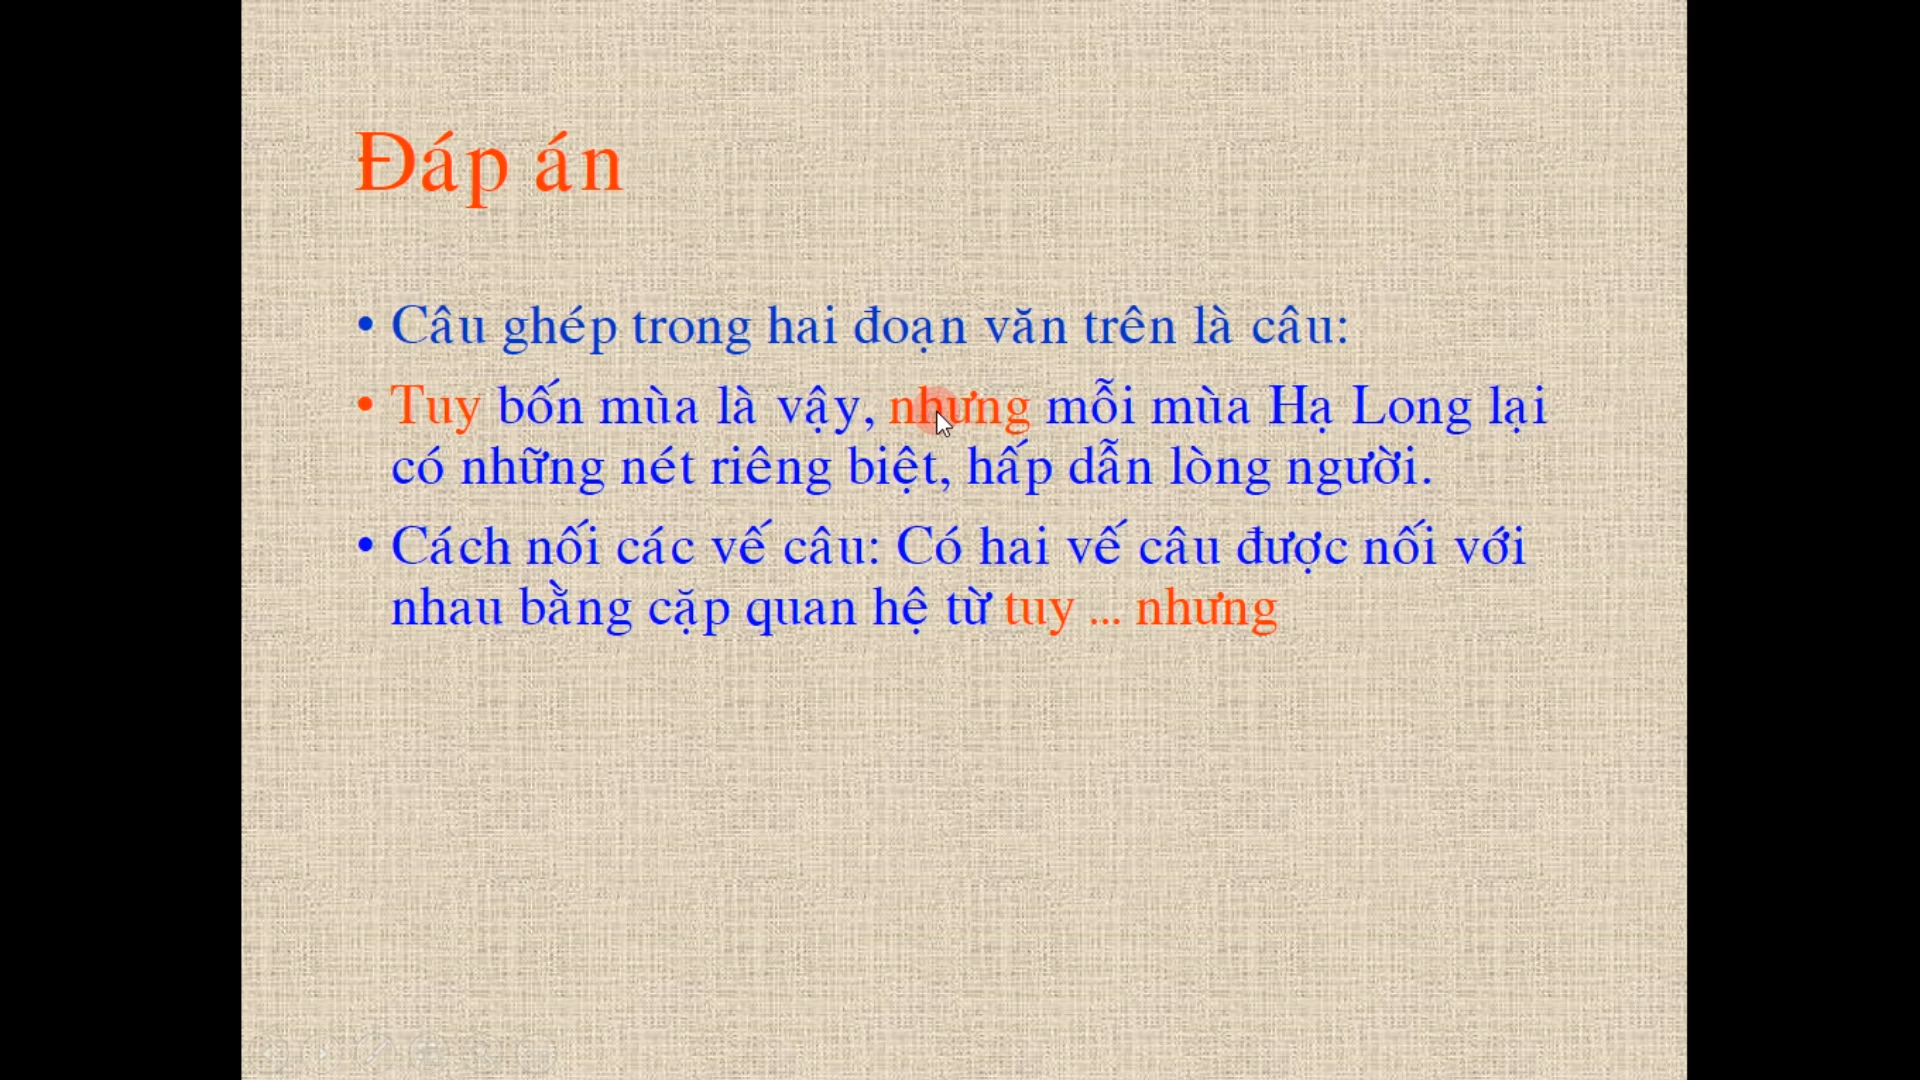 Đáp án
• Câu ghép trong hai đoạn văn trên là câu:
• Tuy bốn mùa là vậy, nhưng mỗi mùa Hạ Long lại
có những nét riêng biệt, hấp dẫn lòng người.
• Cách nối các vế câu: Có hai vế câu được nối với
nhau bằng cặp quan hệ từ tuy ... nhưng